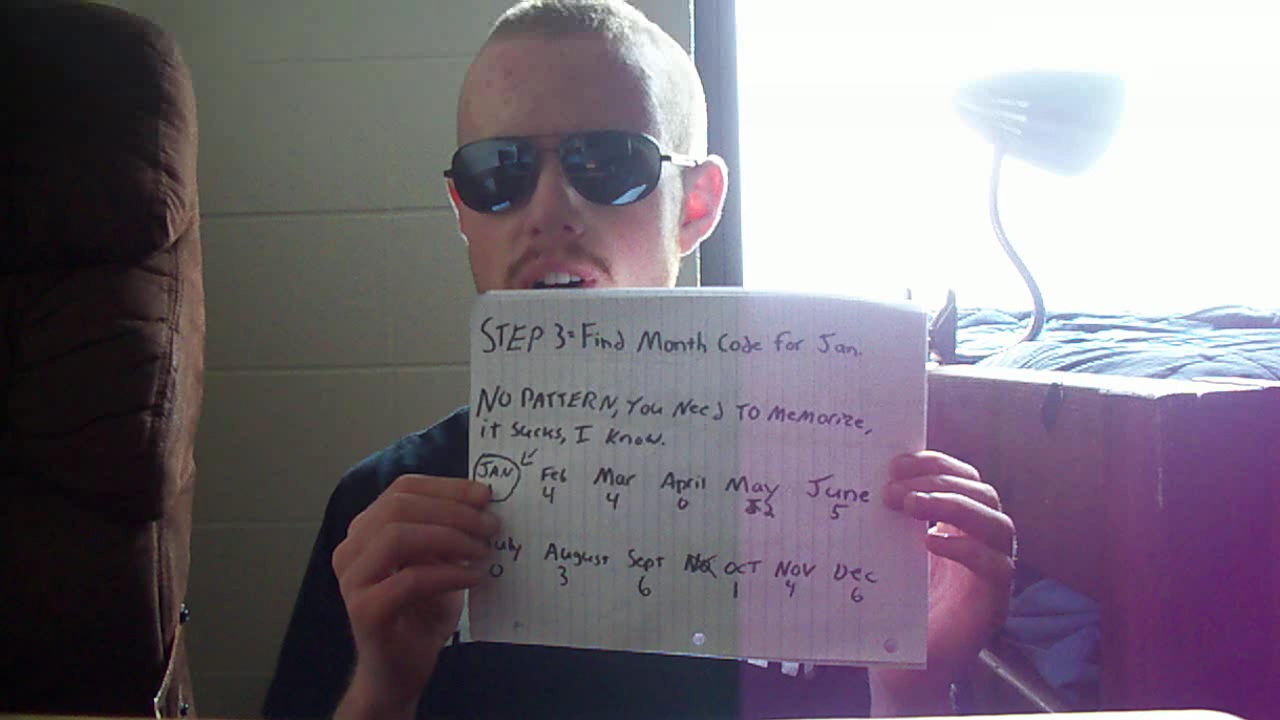 STEP 3: Find Month Code for Jan.
NO PATTERN, You Need To Memorize,
it sucks, I know.
JAN Feb Mar April May June
4 4 0 2 5
July August Sept Oct Nov Dec
0 3 6 1 4 6